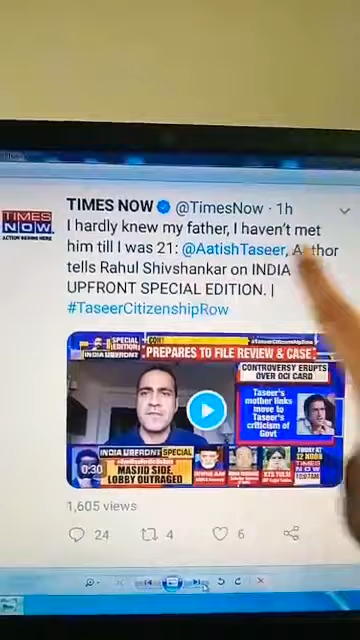 TIMES NOW @TimesNow · 1h
TIMES
NOW
ACTION BEGINS HERE
I hardly knew my father, I haven't met
him till I was 21: @AatishTaseer,
tells Rahul Shivshankar on INDIA
UPFRONT SPECIAL EDITION. |
#TaseerCitizenshipRow
SPECIAL
EDITION
INDIA UPFRONT
PREPARES TO FILE REVIEW & CASE
CONTROVERSY ERUPTS
OVER OCI CARD
Taseer's
mother links
move to
Taseer's
criticism of
Govt
INDIA UPFRONT SPECIAL
0:30
MASJID SIDE
LOBBY OUTRAGED
TODAY AT
12 NOON
TIMES
NOW
1,605 views
24
4
6